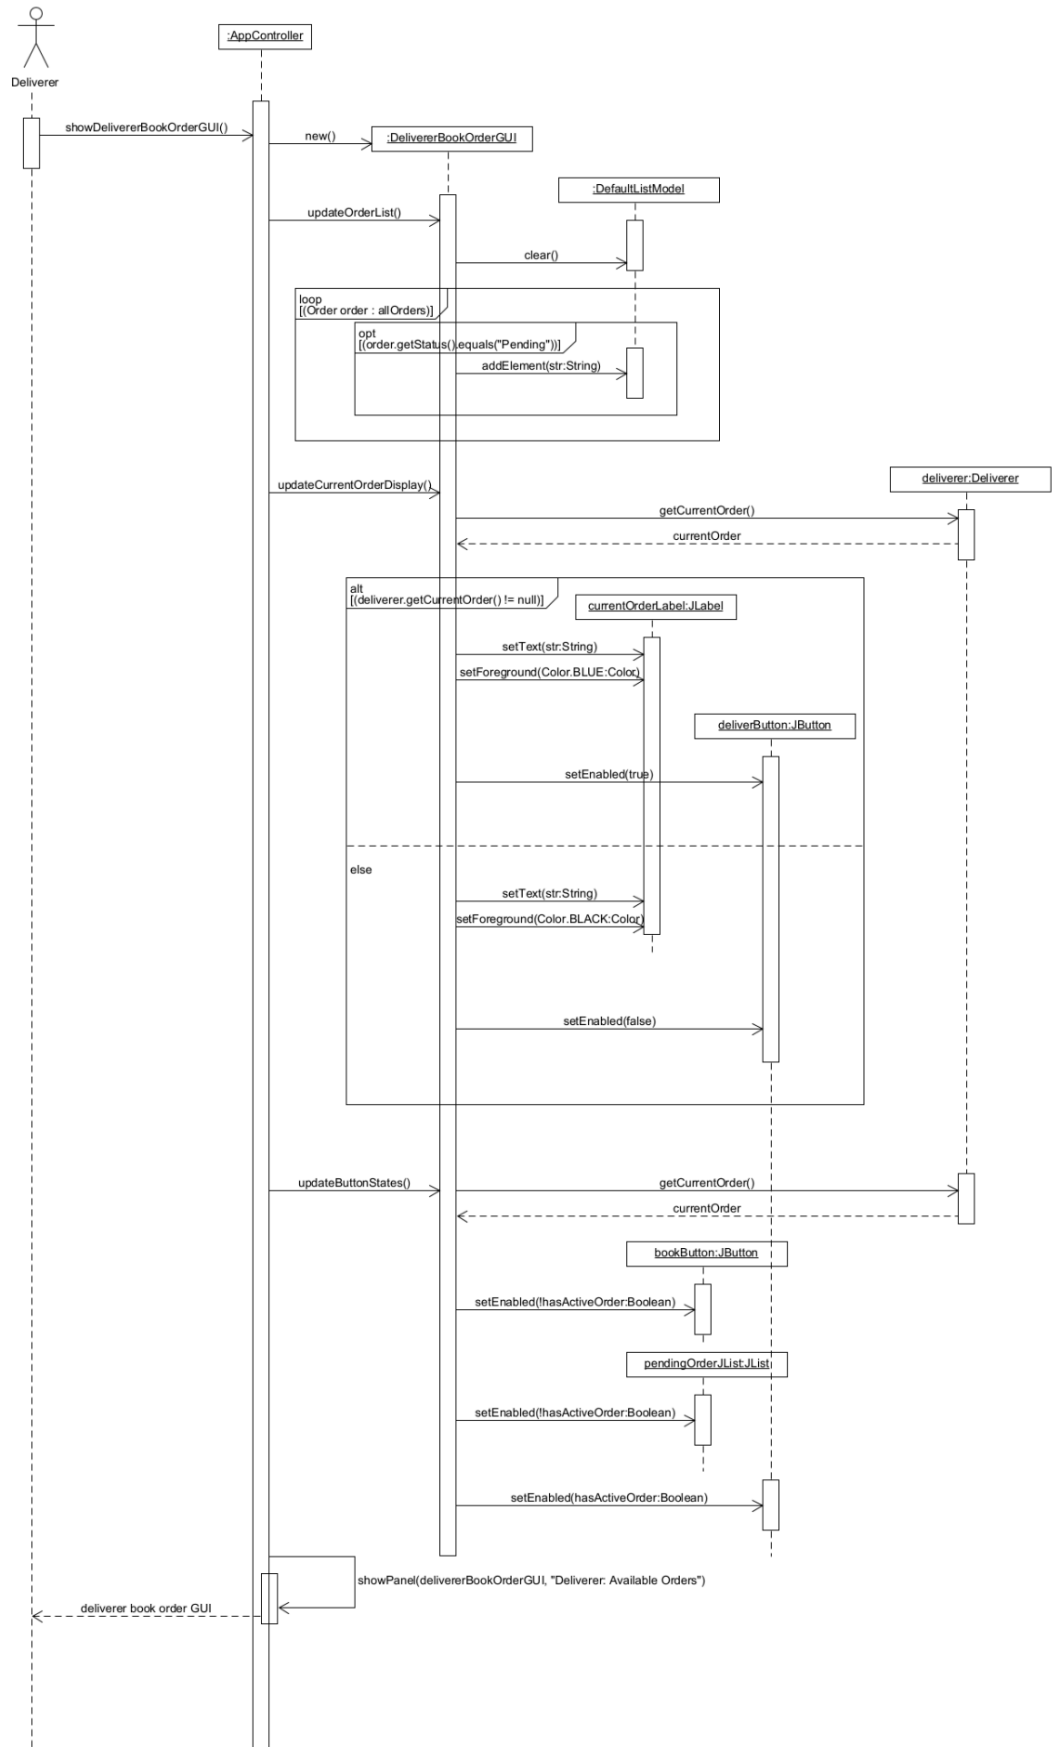 :AppController
Deliverer
showDelivererBookOrderGUI()
new()
:DelivererBookOrderGUI
:DefaultListModel
updateOrderList()
clear()
loop
[(Order order : allOrders)]
opt
[(order.getStatus().equals("Pending"))]
addElement(str:String)
deliverer:Deliverer
updateCurrentOrderDisplay()
getCurrentOrder()
currentOrder
alt
[(deliverer.getCurrentOrder() != null)]
currentOrderLabel:JLabel
setText(str:String)
setForeground(Color.BLUE:Color)
deliverButton:JButton
setEnabled(true)
else
setText(str:String)
setForeground(Color.BLACK:Color)
setEnabled(false)
updateButtonStates()
getCurrentOrder()
currentOrder
bookButton:JButton
setEnabled(!hasActiveOrder:Boolean)
pendingOrderJList:JList
setEnabled(!hasActiveOrder:Boolean)
setEnabled(hasActiveOrder:Boolean)
showPanel(delivererBookOrderGUI, "Deliverer: Available Orders")
deliverer book order GUI